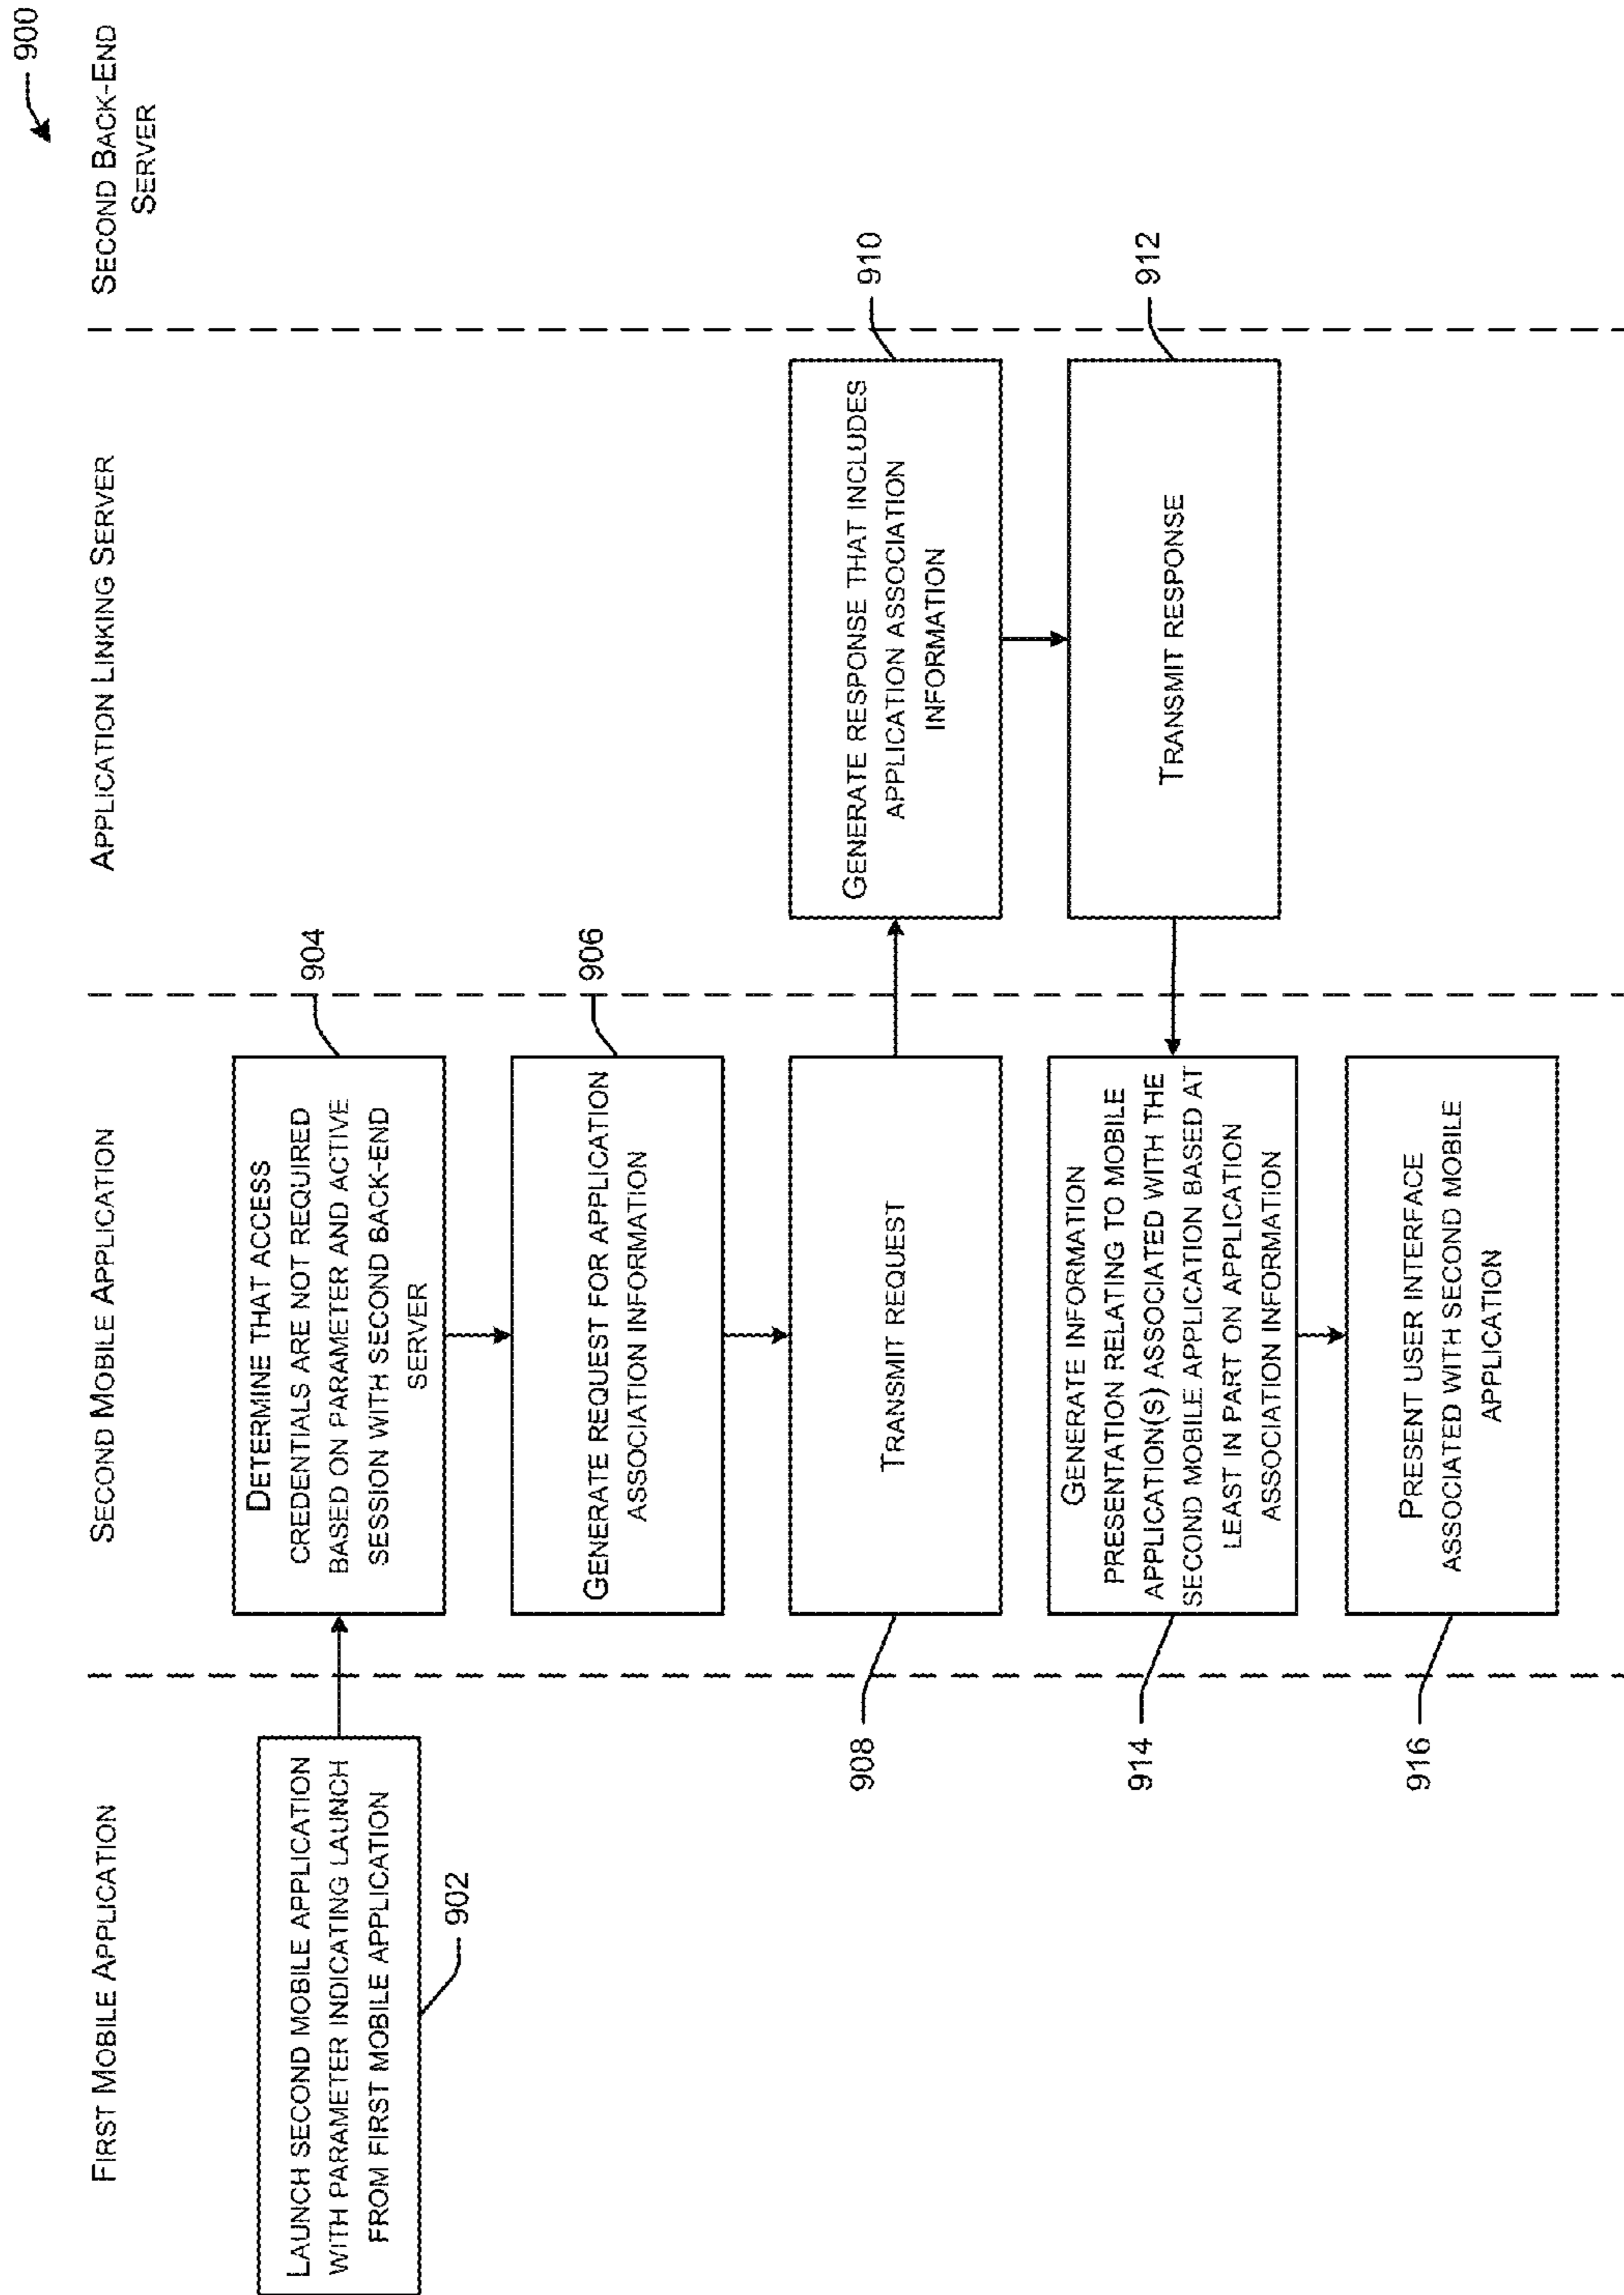 900
FIRST MOBILE APPLICATION
SECOND MOBILE APPLICATION
APPLICATION LINKING SERVER
SECOND BACK-END
SERVER
LAUNCH SECOND MOBILE APPLICATION
WITH PARAMETER INDICATING LAUNCH
FROM FIRST MOBILE APPLICATION
902
DETERMINE THAT ACCESS
CREDENTIALS ARE NOT REQUIRED
BASED ON PARAMETER AND ACTIVE
SESSION WITH SECOND BACK-END
SERVER
904
GENERATE REQUEST FOR APPLICATION
ASSOCIATION INFORMATION
906
TRANSMIT REQUEST
908
GENERATE RESPONSE THAT INCLUDES
APPLICATION ASSOCIATION
INFORMATION
910
TRANSMIT RESPONSE
912
GENERATE INFORMATION
PRESENTATION RELATING TO MOBILE
APPLICATION(S) ASSOCIATED WITH THE
SECOND MOBILE APPLICATION BASED AT
LEAST IN PART ON APPLICATION
ASSOCIATION INFORMATION
914
PRESENT USER INTERFACE
ASSOCIATED WITH SECOND MOBILE
APPLICATION
916